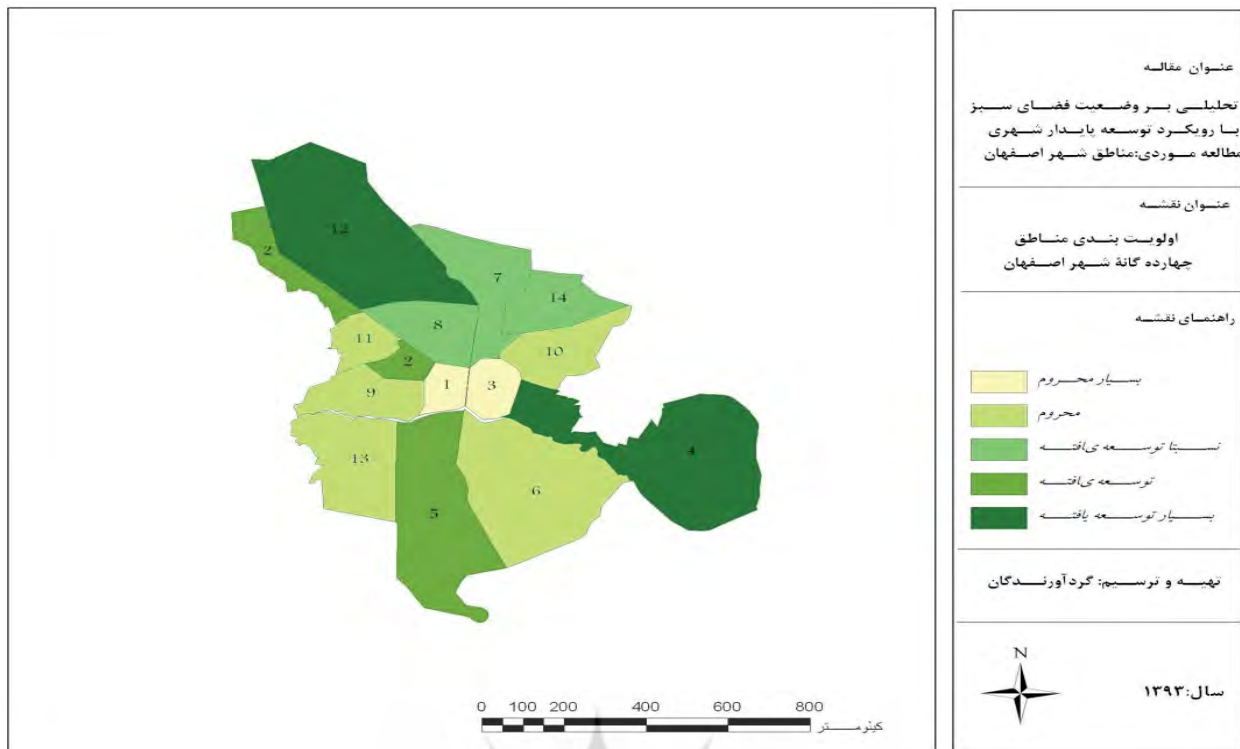 عنوان مقاله
تحلیلی بر وضعیت فضای سبز
با رویکرد توسعه پایدار شهری
مطالعه موردی:مناطق شهر اصفهان
عنوان نقشه
اولویت بندی مناطق
چهارده گانهٔ شهر اصفهان
راهنمای نقشه
بسیار محروم
محروم
نسبتا توسعه یافته
توسعه یافته
بسیار توسعه یافته
تهیه و ترسیم: گردآورندگان
N
سال:۱۳۹۳
12
2
7
14
8
11
2
10
1
3
9
4
13
6
5
0 100 200 400 600 800
کیلومتر